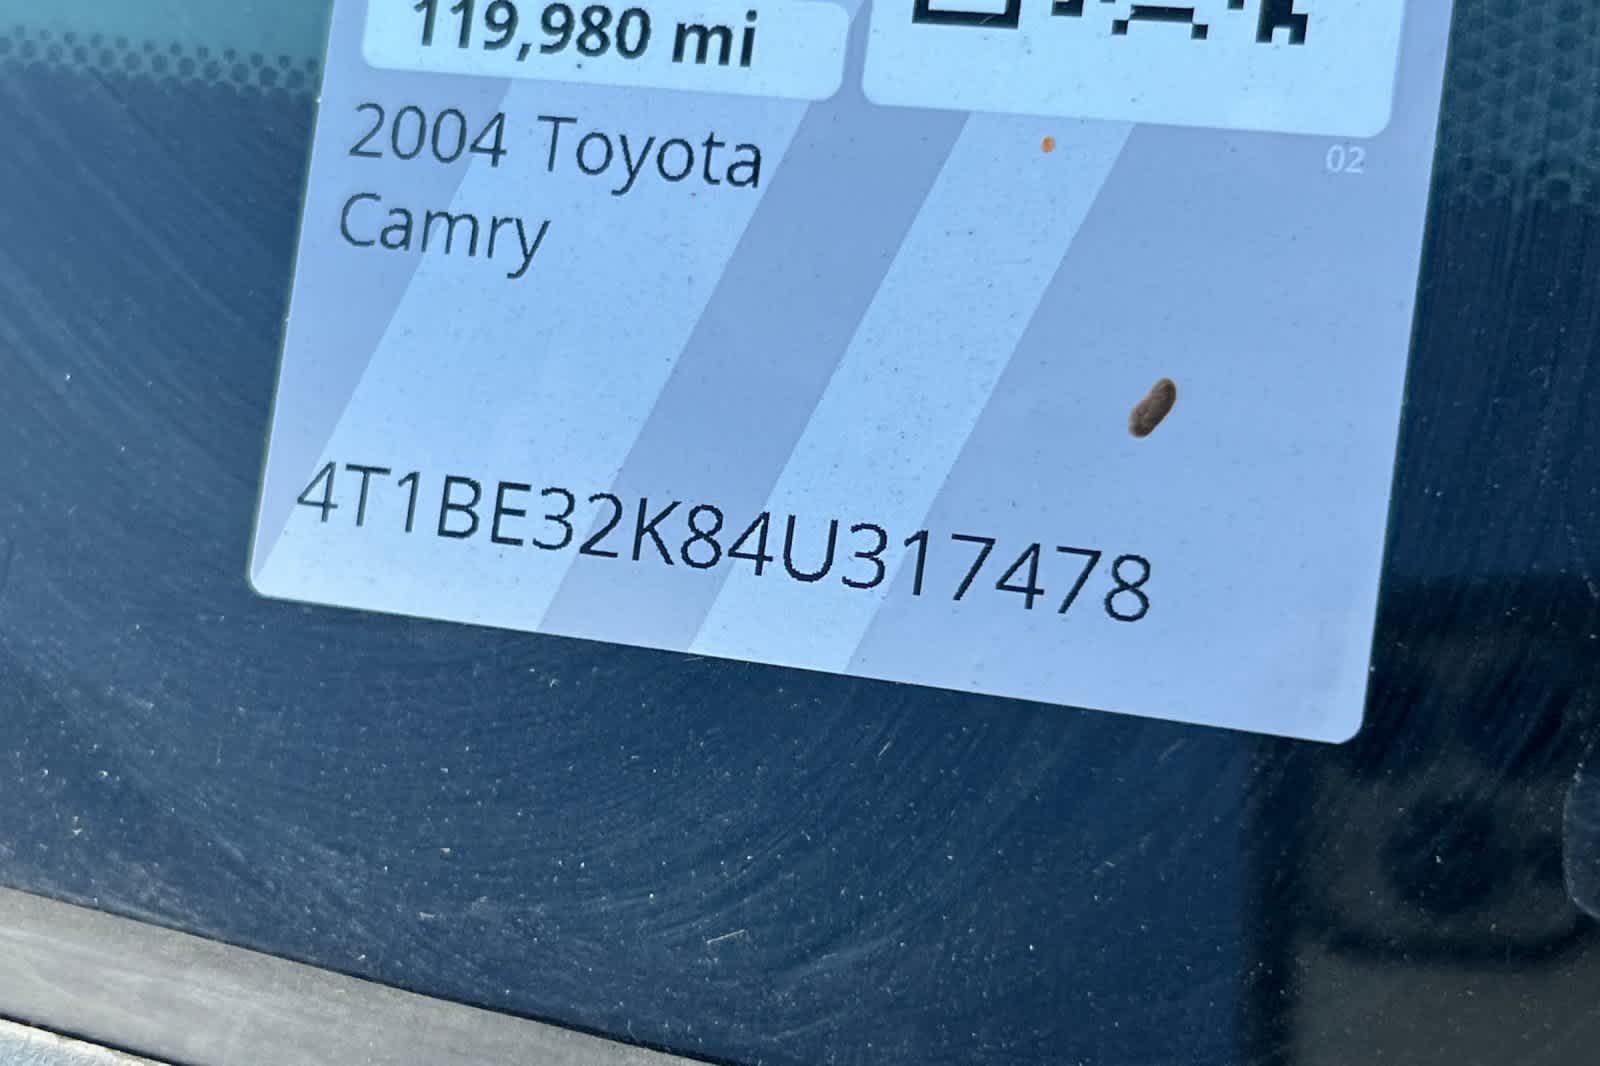 119,980 mi
2004 Toyota
Camry
02
4T1BE32K84U317478